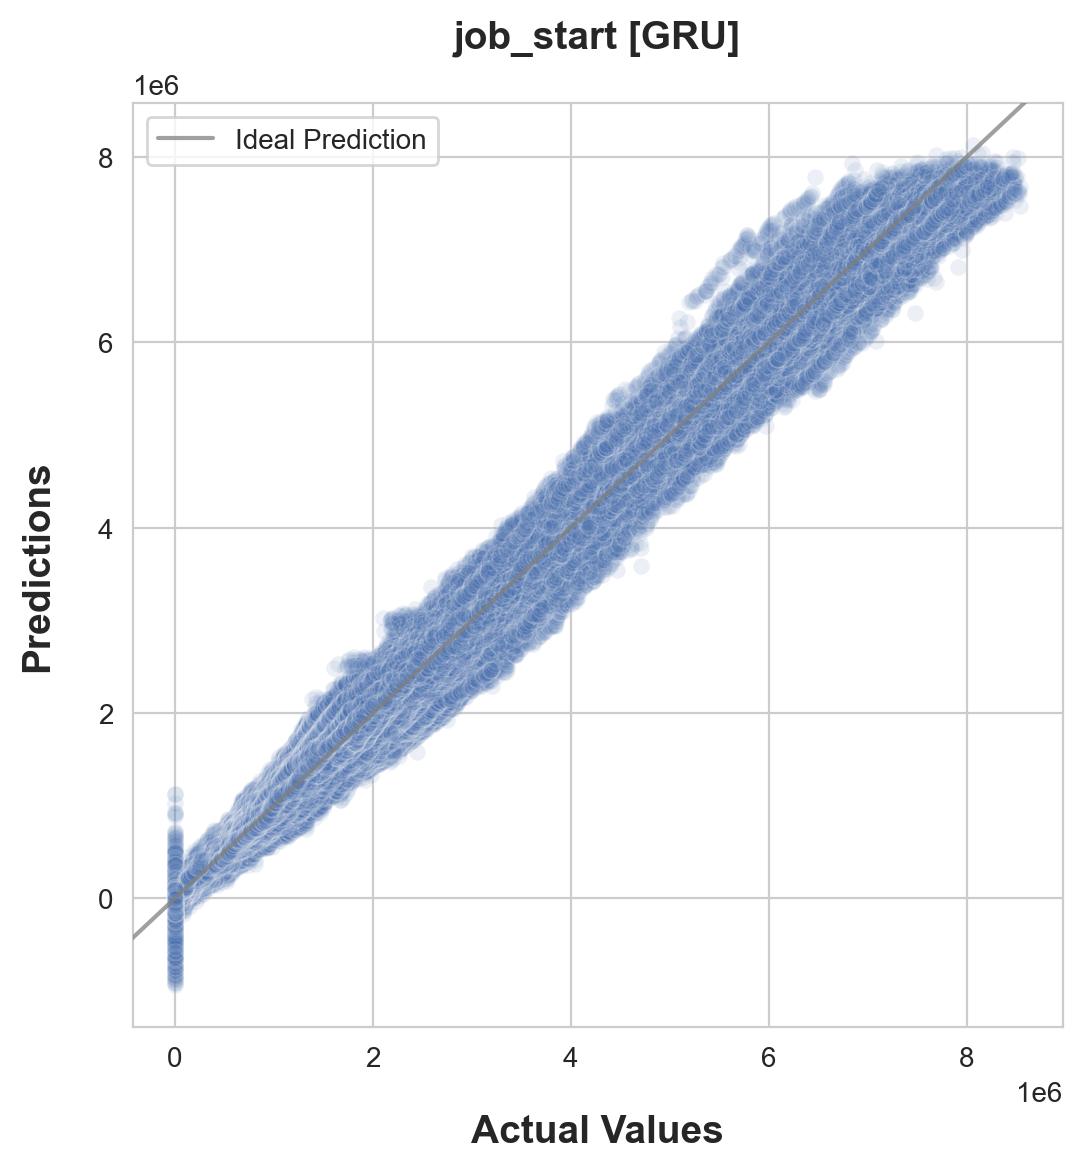 job_start [GRU]
1e6
Ideal Prediction
8
6
4
2
0
Predictions
0 2 4 6 8
1e6
Actual Values